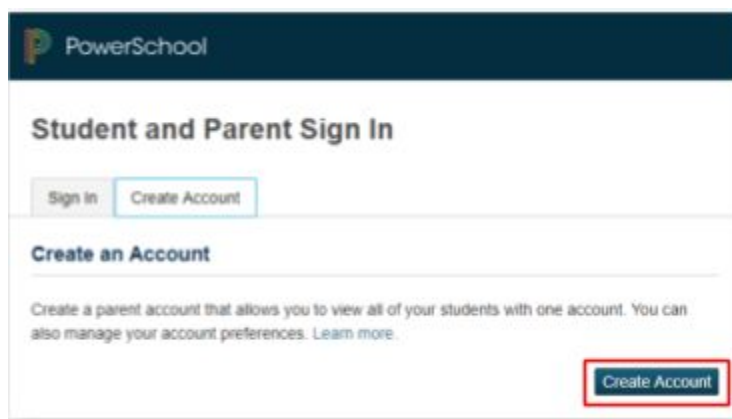 PowerSchool
Student and Parent Sign In
Sign In
Create Account
Create an Account
Create a parent account that allows you to view all of your students with one account. You can
also manage your account preferences. Learn more.
Create Account